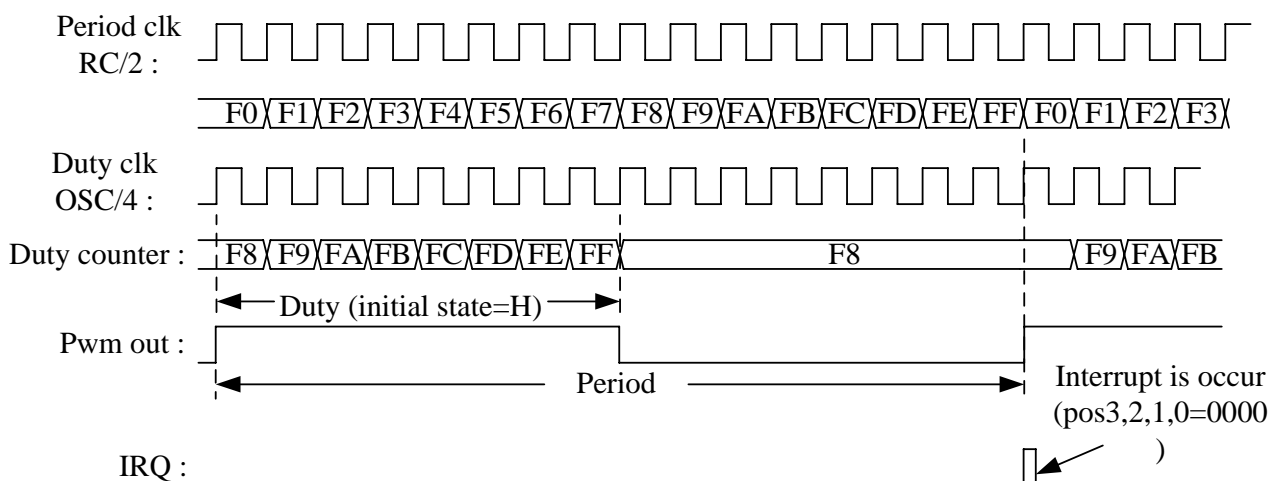 Period clk
RC/2 :
F0 F1 F2 F3 F4 F5 F6 F7 F8 F9 FA FB FC FD FE FF F0 F1 F2 F3
Duty clk
OSC/4 :
Duty counter : F8 F9 FA FB FC FD FE FF F8 F9 FA FB
Duty (initial state=H)
Pwm out :
Period
Interrupt is occur
(pos3,2,1,0=0000
)
IRQ :